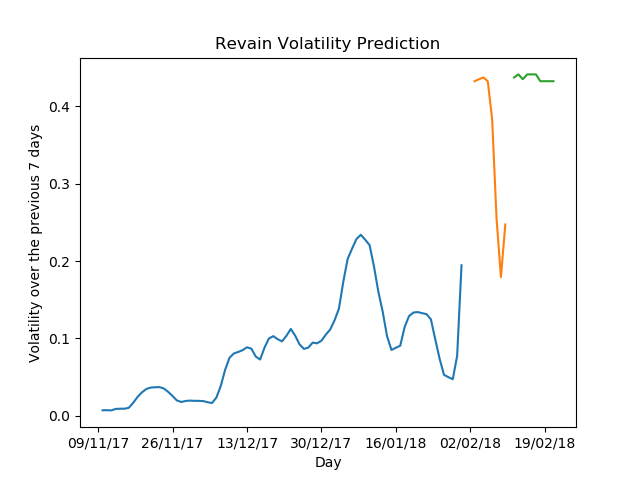 Revain Volatility Prediction
Volatility over the previous 7 days
0.4
0.3
0.2
0.1
0.0
09/11/17 26/11/17 13/12/17 30/12/17 16/01/18 02/02/18 19/02/18
Day